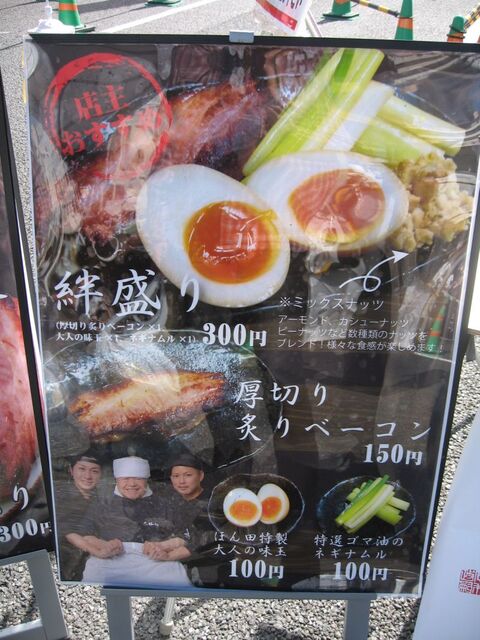 店主
おすすめ
絆盛り
(厚切り炙りベーコン×1、
大人の味玉×1、ネギナムル×1)
300円
※ミックスナッツ
アーモンド、カシューナッツ、
ピーナッツなど数種類のナッツを
ブレンド!様々な食感が楽しめます!
厚切り
炙りベーコン
150円
ほん田特製
大人の味玉
100円
特選ゴマ油の
ネギナムル
100円
り
300円